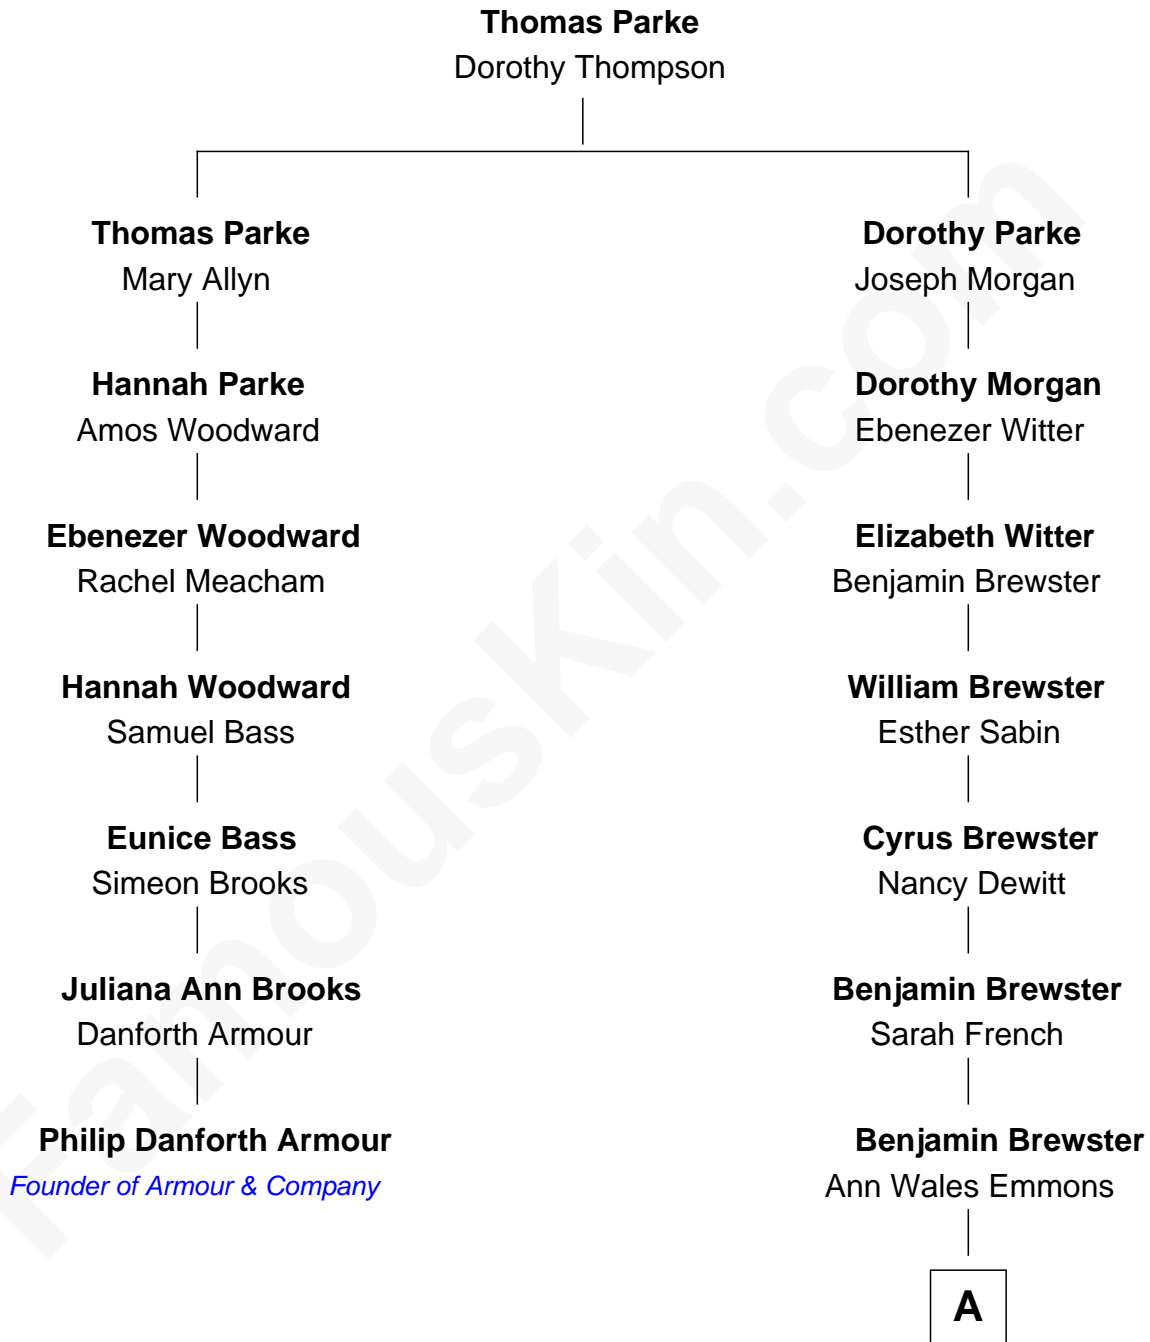 Thomas Parke
Dorothy Thompson
Thomas Parke
Mary Allyn
Dorothy Parke
Joseph Morgan
Hannah Parke
Amos Woodward
Dorothy Morgan
Ebenezer Witter
Ebenezer Woodward
Rachel Meacham
Elizabeth Witter
Benjamin Brewster
Hannah Woodward
Samuel Bass
William Brewster
Esther Sabin
Eunice Bass
Simeon Brooks
Cyrus Brewster
Nancy Dewitt
Juliana Ann Brooks
Danforth Armour
Benjamin Brewster
Sarah French
Philip Danforth Armour
Founder of Armour & Company
Benjamin Brewster
Ann Wales Emmons
A
FamousKin.com